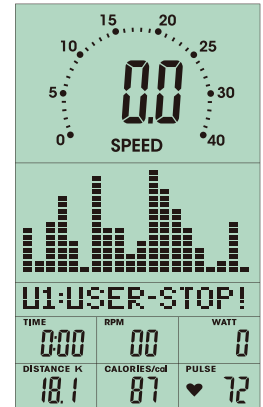 15 20
10 25
5 0.0 30
0 SPEED 40
U1:USER-STOP!
TIME RPM WATT
0:00 00 0
DISTANCE K CALORIES/cal PULSE
18.1 87 72